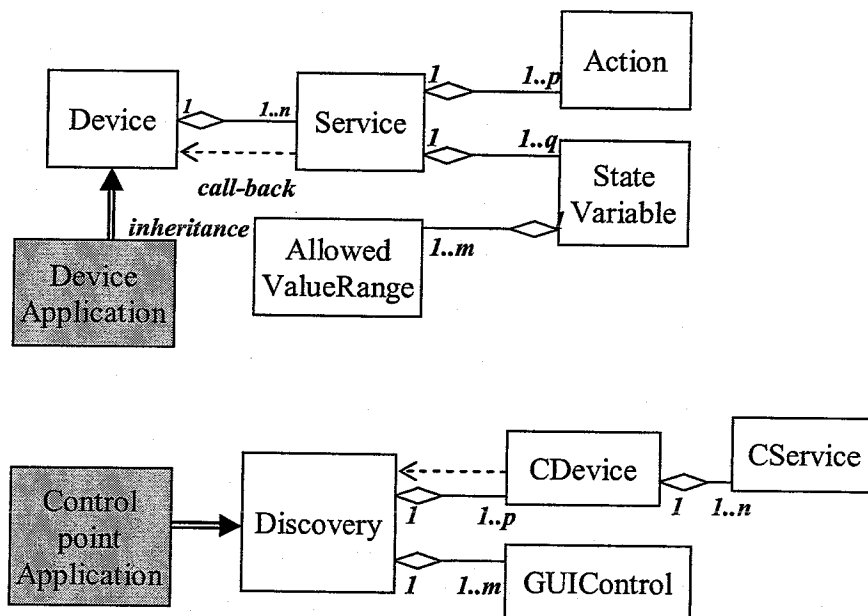 Action
1
1..p
Device
1
1..n
Service
1
1..q
State
Variable
call-back
inheritance
1
1..m
Allowed
ValueRange
Device
Application
CDevice
CService
1
1..n
Control
point
Application
Discovery
1
1..p
1
1..m
GUIControl